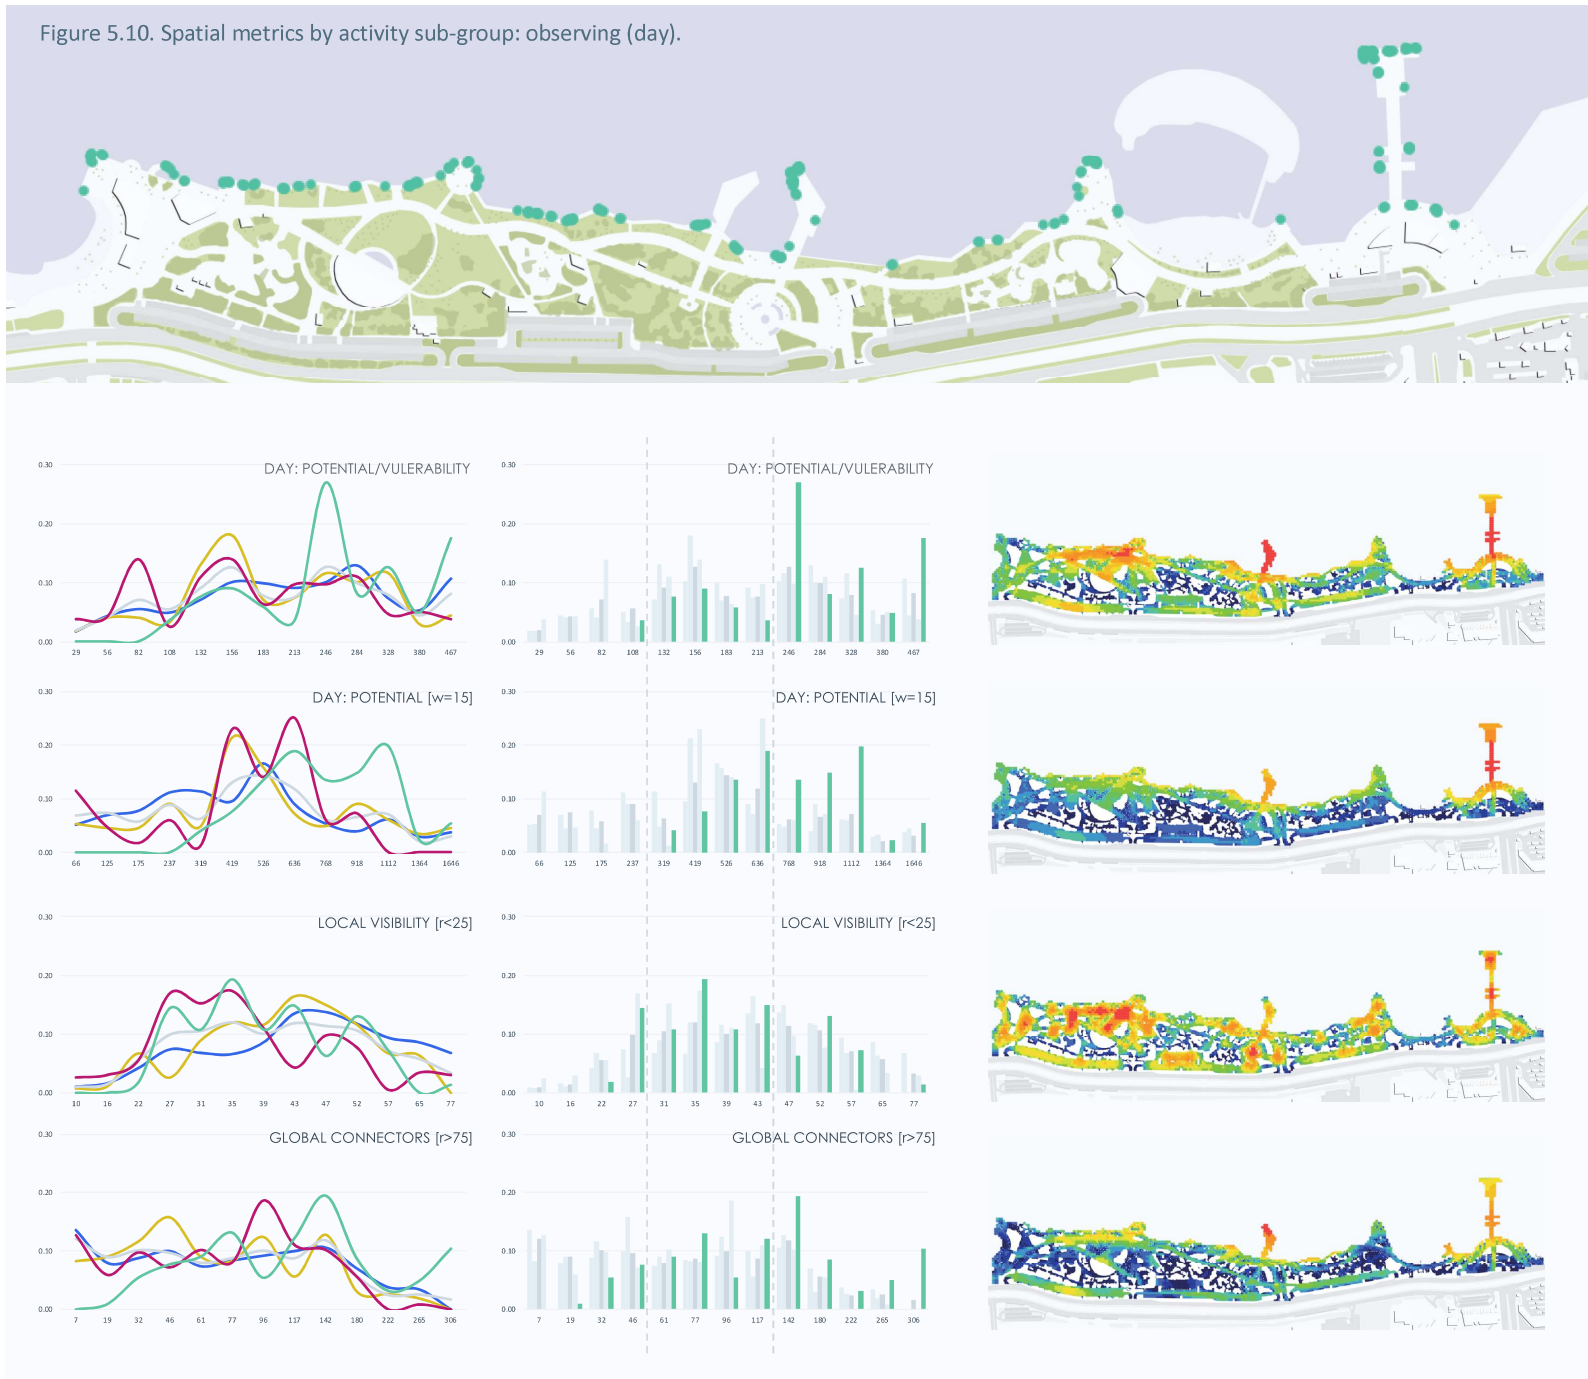 Figure 5.10. Spatial metrics by activity sub-group: observing (day).
DAY: POTENTIAL/VULERABILITY
0.30
0.20
0.10
0.00
29 56 82 108 132 156 183 213 246 284 328 380 467
DAY: POTENTIAL/VULERABILITY
0.30
0.20
0.10
0.00
29 56 82 108 132 156 183 213 246 284 328 380 467
DAY: POTENTIAL [w=15]
0.30
0.20
0.10
0.00
66 125 175 237 319 419 526 636 768 918 1112 1364 1646
DAY: POTENTIAL [w=15]
0.30
0.20
0.10
0.00
66 125 175 237 319 419 526 636 768 918 1112 1364 1646
LOCAL VISIBILITY [r<25]
0.30
0.20
0.10
0.00
10 16 22 27 31 35 39 43 47 52 57 65 77
LOCAL VISIBILITY [r<25]
0.30
0.20
0.10
0.00
10 16 22 27 31 35 39 43 47 52 57 65 77
GLOBAL CONNECTORS [r>75]
0.30
0.20
0.10
0.00
7 19 32 46 61 77 96 117 142 180 222 265 306
GLOBAL CONNECTORS [r>75]
0.30
0.20
0.10
0.00
7 19 32 46 61 77 96 117 142 180 222 265 306